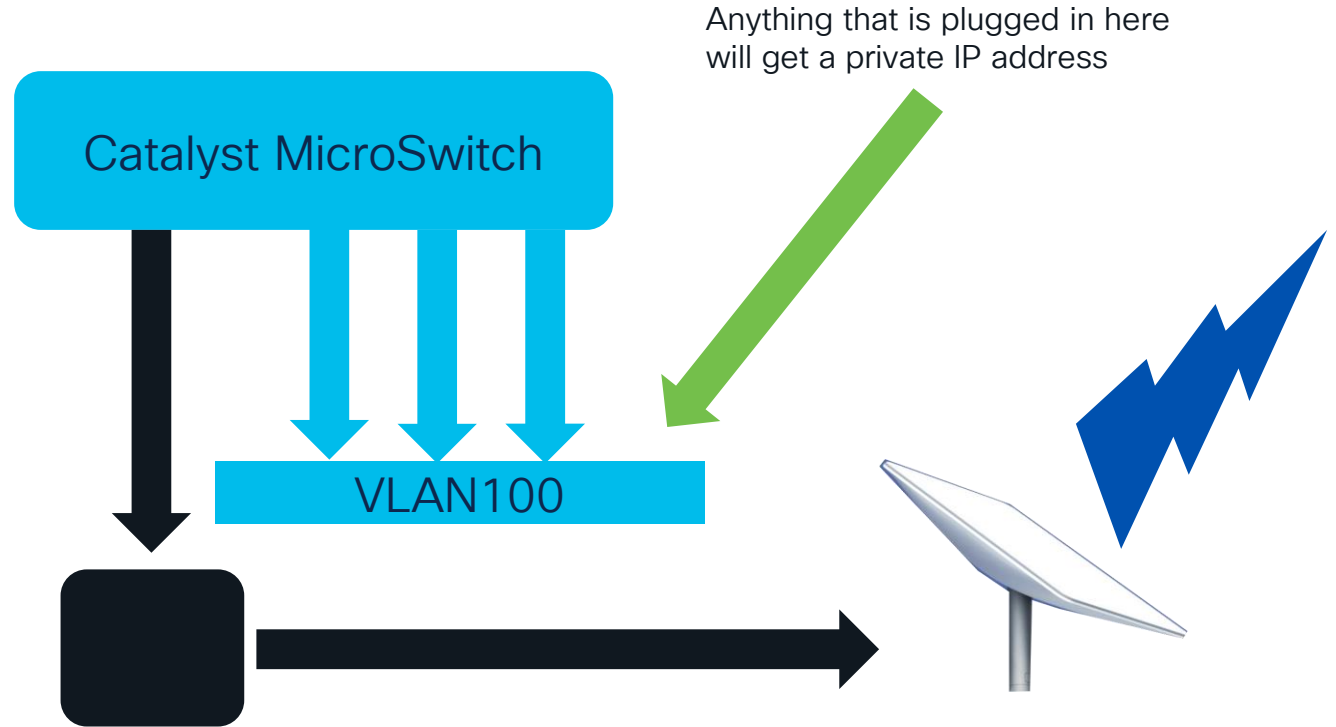 Anything that is plugged in here
will get a private IP address
Catalyst MicroSwitch
VLAN100